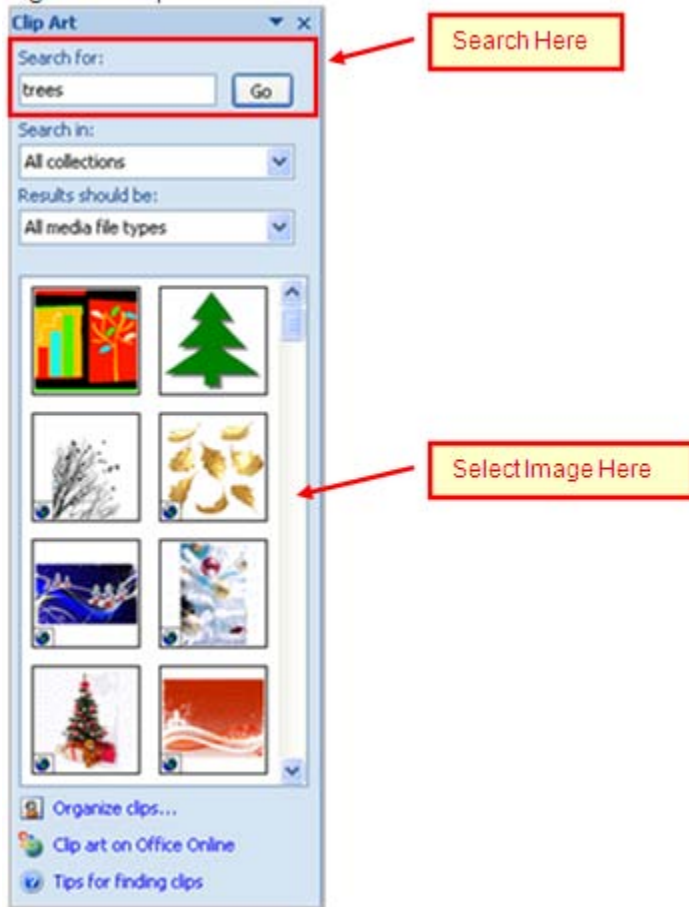 Clip Art
Search for:
trees
Go
Search Here
Search in:
All collections
Results should be:
All media file types
Select Image Here
Organize clips...
Clip art on Office Online
Tips for finding clips